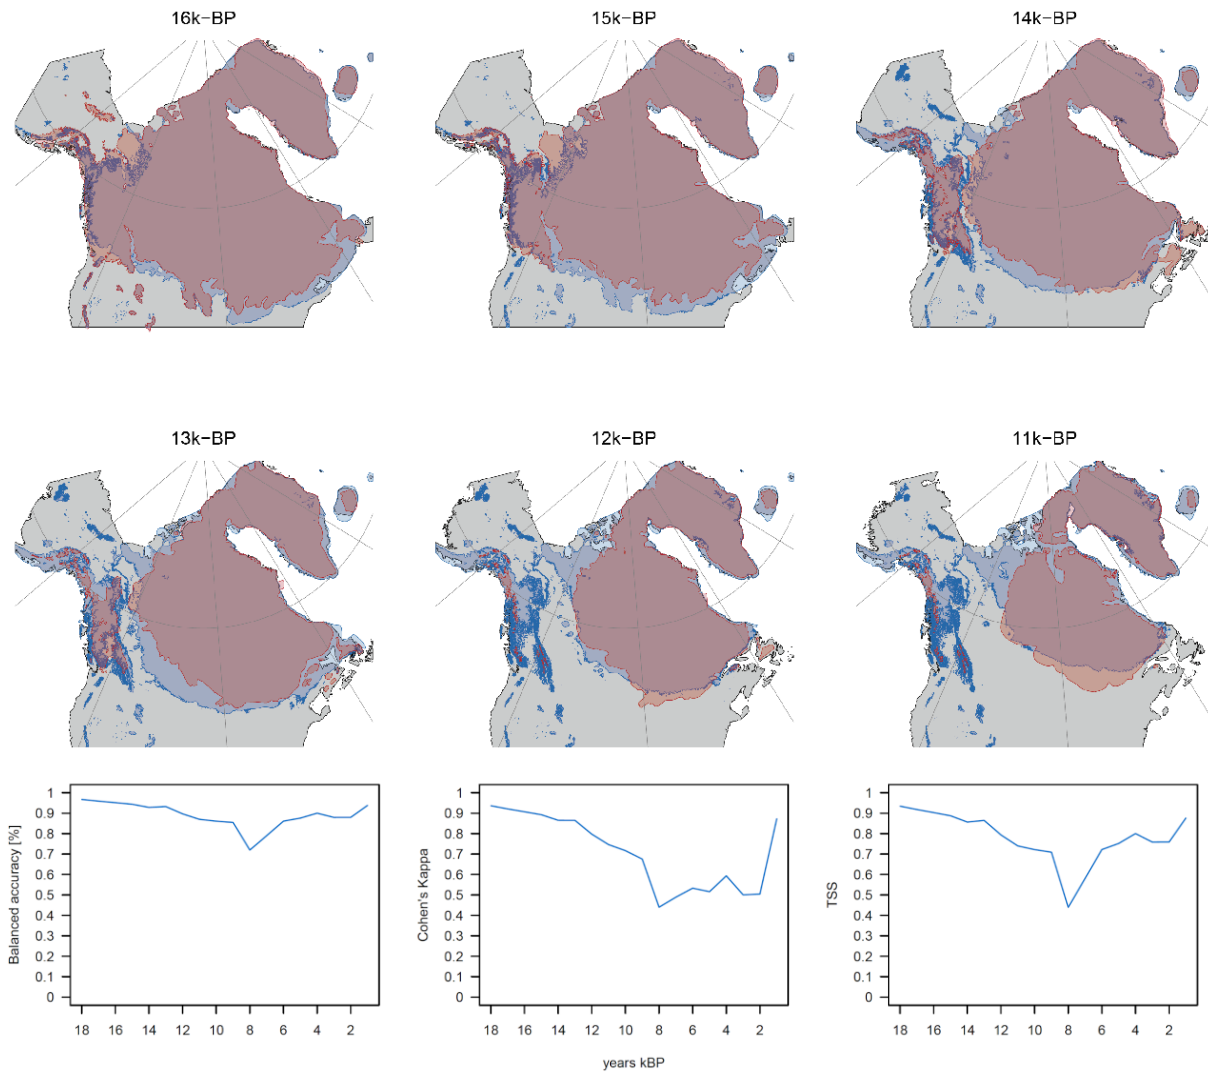 16k−BP
15k−BP
14k−BP
13k−BP
12k−BP
11k−BP
Balanced accuracy [%]
1
0.9
0.8
0.7
0.6
0.5
0.4
0.3
0.2
0.1
0
18 16 14 12 10 8 6 4 2
Cohen's Kappa
1
0.9
0.8
0.7
0.6
0.5
0.4
0.3
0.2
0.1
0
18 16 14 12 10 8 6 4 2
years kBP
TSS
1
0.9
0.8
0.7
0.6
0.5
0.4
0.3
0.2
0.1
0
18 16 14 12 10 8 6 4 2